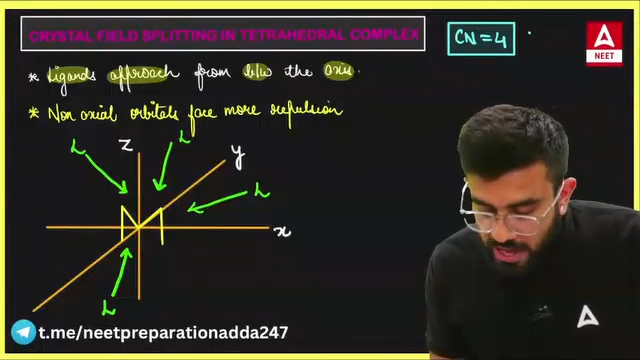 CRYSTAL FIELD SPLITTING IN TETRAHEDRAL COMPLEX
CN = 4
A
NEET
* Ligands approach from b/w the axis.
* Non axial orbitals face more repulsion
L
z
L
y
L
x
L
t.me/neetpreparationadda247